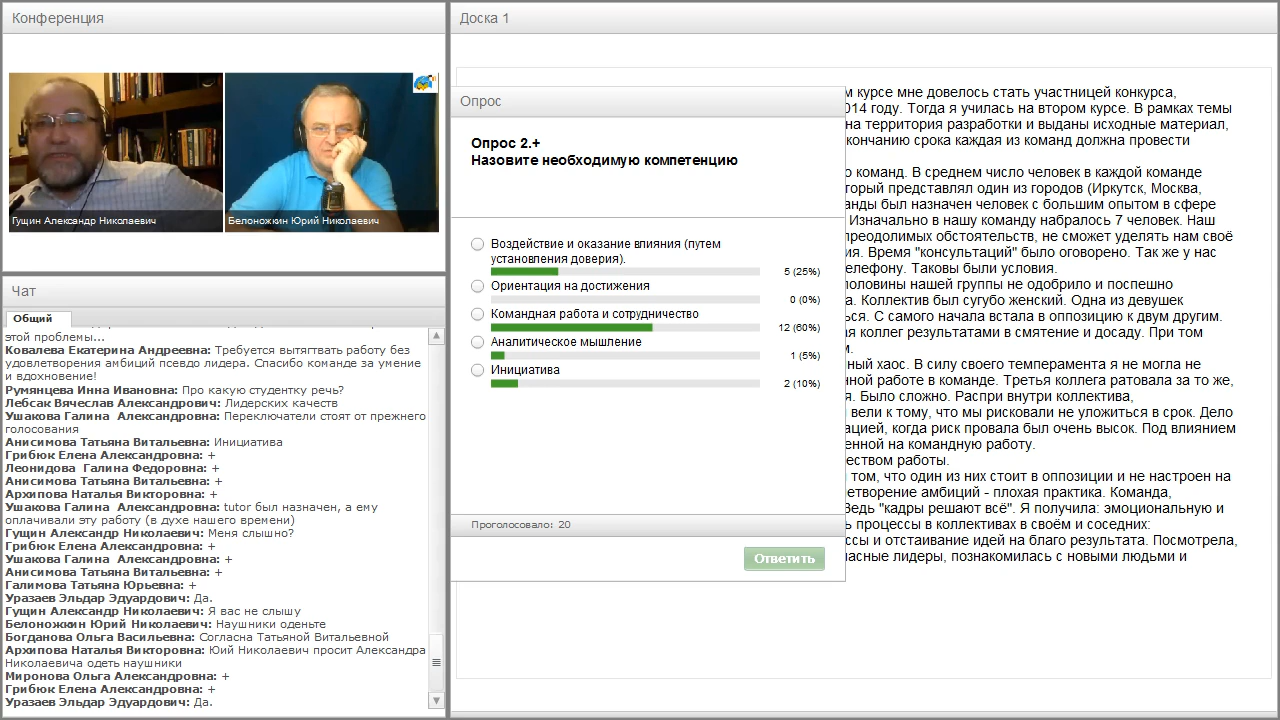 Конференция
Гущин Александр Николаевич
Белоножкин Юрий Николаевич
Чат
Общий
этой проблемы...
Ковалева Екатерина Андреевна: Требуется вытягтвать работу без
удовлетворения амбиций псевдо лидера. Спасибо команде за умение
и вдохновение!
Румянцева Инна Ивановна: Про какую студентку речь?
Лебсак Вячеслав Александрович: Лидерских качеств
Ушакова Галина  Александровна: Переключатели стоят от прежнего
голосования
Анисимова Татьяна Витальевна: Инициатива
Грибюк Елена Александровна: +
Леонидова  Галина Федоровна: +
Анисимова Татьяна Витальевна: +
Архипова Наталья Викторовна: +
Ушакова Галина  Александровна: tutor был назначен, а ему
оплачивали эту работу (в духе нашего времени)
Гущин Александр Николаевич: Меня слышно?
Грибюк Елена Александровна: +
Ушакова Галина  Александровна: +
Анисимова Татьяна Витальевна: +
Галимова Татьяна Юрьевна: +
Уразаев Эльдар Эдуардович: Да.
Гущин Александр Николаевич: Я вас не слышу
Белоножкин Юрий Николаевич: Наушники оденьте
Богданова Ольга Васильевна: Согласна Татьяной Витальевной
Архипова Наталья Викторовна: Юий Николаевич просит Александра
Николаевича одеть наушники
Миронова Ольга Александровна: +
Грибюк Елена Александровна: +
Уразаев Эльдар Эдуардович: Да.
Доска 1
Опрос
Опрос 2.+
Назовите необходимую компетенцию
Воздействие и оказание влияния (путем
установления доверия).
5 (25%)
Ориентация на достижения
0 (0%)
Командная работа и сотрудничество
12 (60%)
Аналитическое мышление
1 (5%)
Инициатива
2 (10%)
Проголосовало: 20
Ответить
м курсе мне довелось стать участницей конкурса,
014 году. Тогда я училась на втором курсе. В рамках темы
на территория разработки и выданы исходные материал,
кончанию срока каждая из команд должна провести
о команд. В среднем число человек в каждой команде
оторый представлял один из городов (Иркутск, Москва,
анды был назначен человек с большим опытом в сфере
Изначально в нашу команду набралось 7 человек. Наш
преодолимых обстоятельств, не сможет уделять нам своё
ия. Время "консультаций" было оговорено. Так же у нас
елефону. Таковы были условия.
половины нашей группы не одобрило и поспешно
а. Коллектив был сугубо женский. Одна из девушек
ься. С самого начала встала в оппозицию к двум другим.
ая коллег результатами в смятение и досаду. При том
м.
ный хаос. В силу своего темперамента я не могла не
нной работе в команде. Третья коллега ратовала за то же,
я. Было сложно. Распри внутри коллектива,
и вели к тому, что мы рисковали не уложиться в срок. Дело
ацией, когда риск провала был очень высок. Под влиянием
енной на командную работу.
еством работы.
и том, что один из них стоит в оппозиции и не настроен на
летворение амбиций - плохая практика. Команда,
Ведь "кадры решают всё". Я получила: эмоциональную и
ь процессы в коллективах в своём и соседних:
ссы и отстаивание идей на благо результата. Посмотрела,
пасные лидеры, познакомилась с новыми людьми и